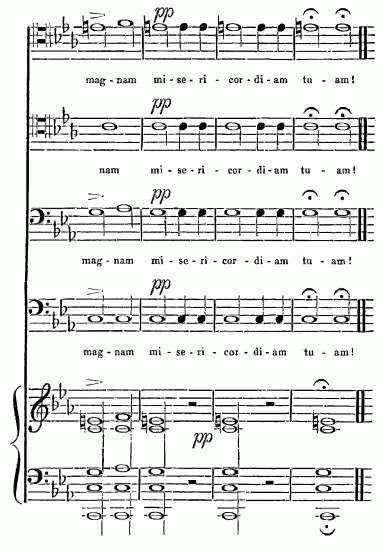 pp
mag - nam mi - se - ri - cor - di - am tu - am!
pp
nam mi - se - ri - cor - di - am tu - am!
pp
mag - nam mi - se - ri - cor - di - am tu - am!
pp
mag - nam mi - se - ri - cor - di - am tu - am!
pp